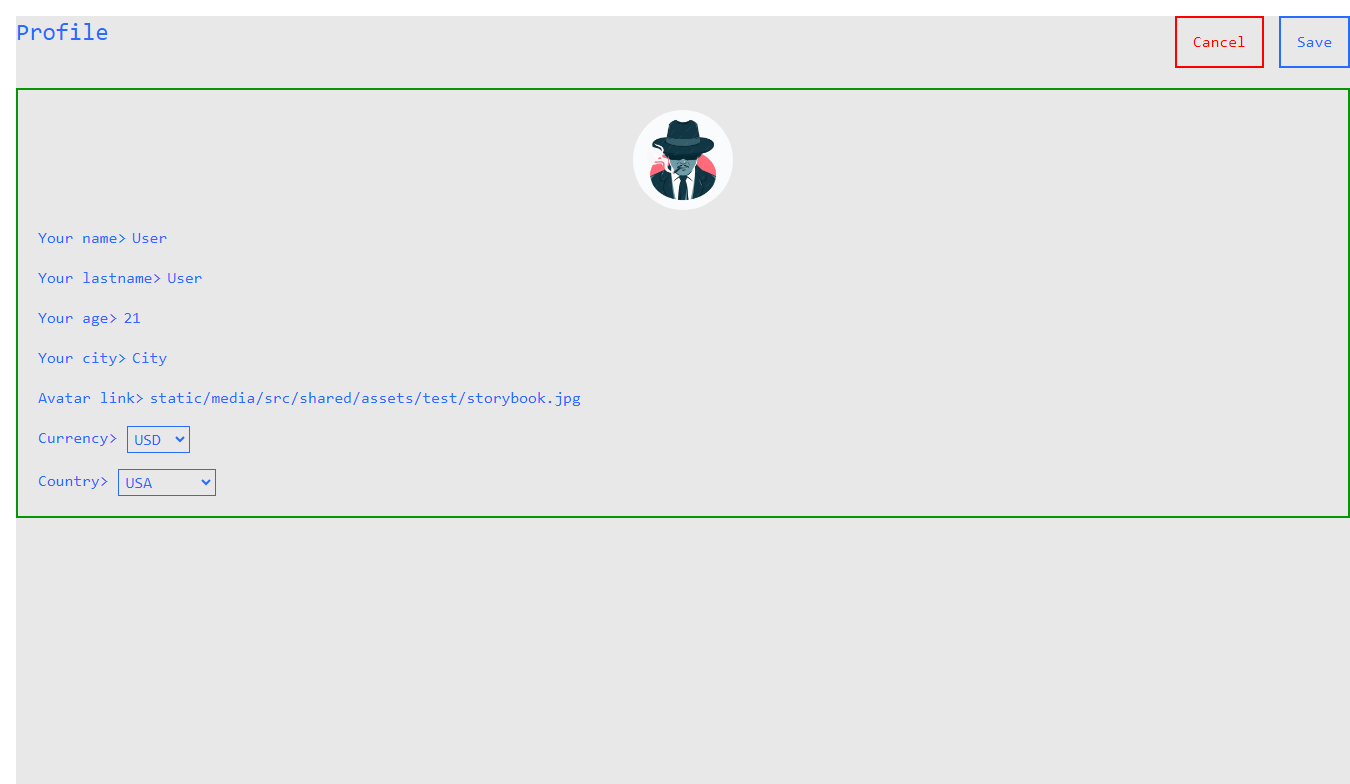 Profile
Cancel
Save
Your name> User
Your lastname> User
Your age> 21
Your city> City
Avatar link> static/media/src/shared/assets/test/storybook.jpg
Currency> USD
Country> USA